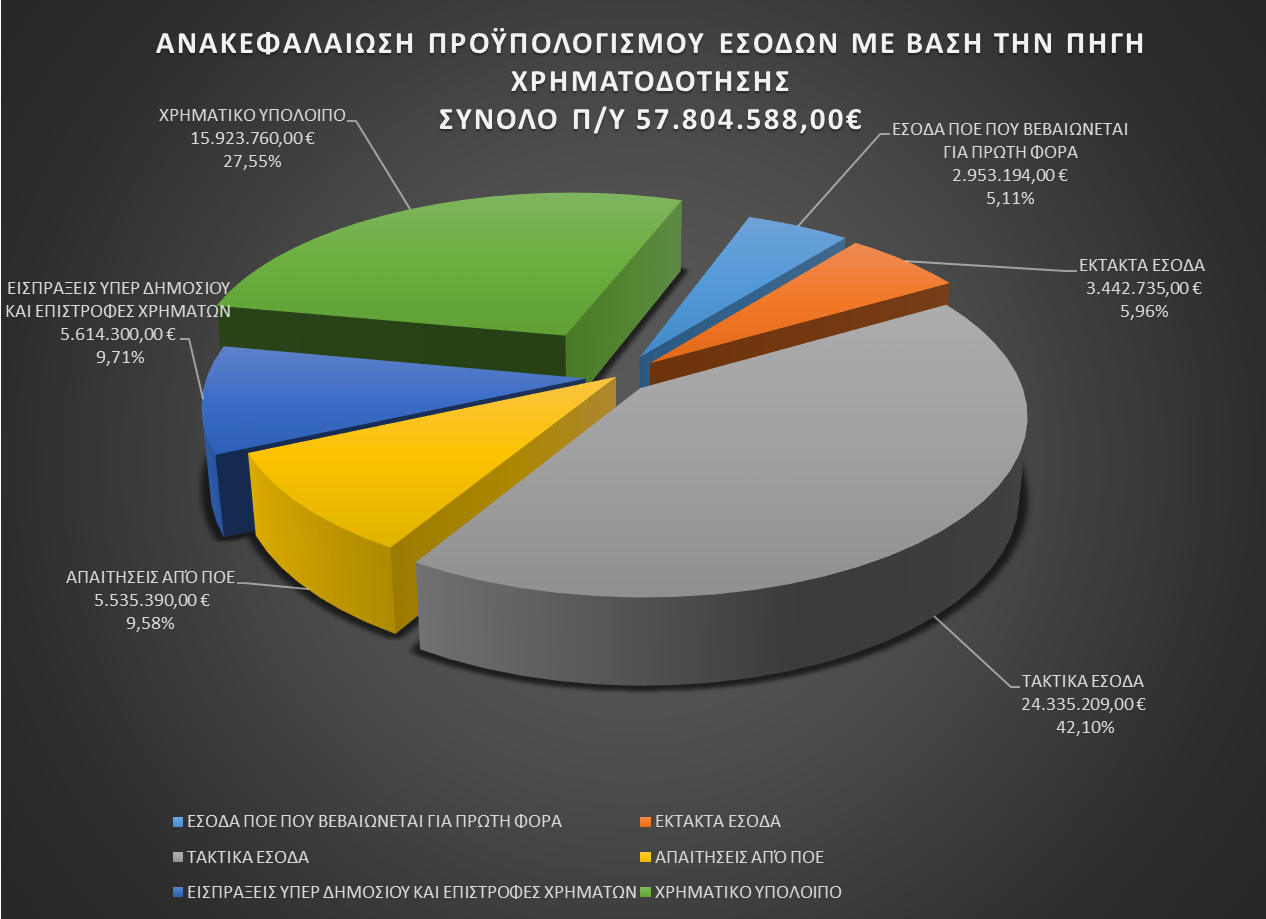 ΑΝΑΚΕΦΑΛΑΙΩΣΗ ΠΡΟΫΠΟΛΟΓΙΣΜΟΥ ΕΣΟΔΩΝ ΜΕ ΒΑΣΗ ΤΗΝ ΠΗΓΗ
ΧΡΗΜΑΤΟΔΟΤΗΣΗΣ
ΣΥΝΟΛΟ Π/Υ 57.804.588,00€
ΧΡΗΜΑΤΙΚΟ ΥΠΟΛΟΙΠΟ
15.923.760,00 €
27,55%
ΕΣΟΔΑ ΠΟΕ ΠΟΥ ΒΕΒΑΙΩΝΕΤΑΙ
ΓΙΑ ΠΡΩΤΗ ΦΟΡΑ
2.953.194,00 €
5,11%
ΕΚΤΑΚΤΑ ΕΣΟΔΑ
3.442.735,00 €
5,96%
ΕΙΣΠΡΑΞΕΙΣ ΥΠΕΡ ΔΗΜΟΣΙΟΥ
ΚΑΙ ΕΠΙΣΤΡΟΦΕΣ ΧΡΗΜΑΤΩΝ
5.614.300,00 €
9,71%
ΑΠΑΙΤΗΣΕΙΣ ΑΠΌ ΠΟΕ
5.535.390,00 €
9,58%
ΤΑΚΤΙΚΑ ΕΣΟΔΑ
24.335.209,00 €
42,10%
ΕΣΟΔΑ ΠΟΕ ΠΟΥ ΒΕΒΑΙΩΝΕΤΑΙ ΓΙΑ ΠΡΩΤΗ ΦΟΡΑ
ΕΚΤΑΚΤΑ ΕΣΟΔΑ
ΤΑΚΤΙΚΑ ΕΣΟΔΑ
ΑΠΑΙΤΗΣΕΙΣ ΑΠΌ ΠΟΕ
ΕΙΣΠΡΑΞΕΙΣ ΥΠΕΡ ΔΗΜΟΣΙΟΥ ΚΑΙ ΕΠΙΣΤΡΟΦΕΣ ΧΡΗΜΑΤΩΝ
ΧΡΗΜΑΤΙΚΟ ΥΠΟΛΟΙΠΟ